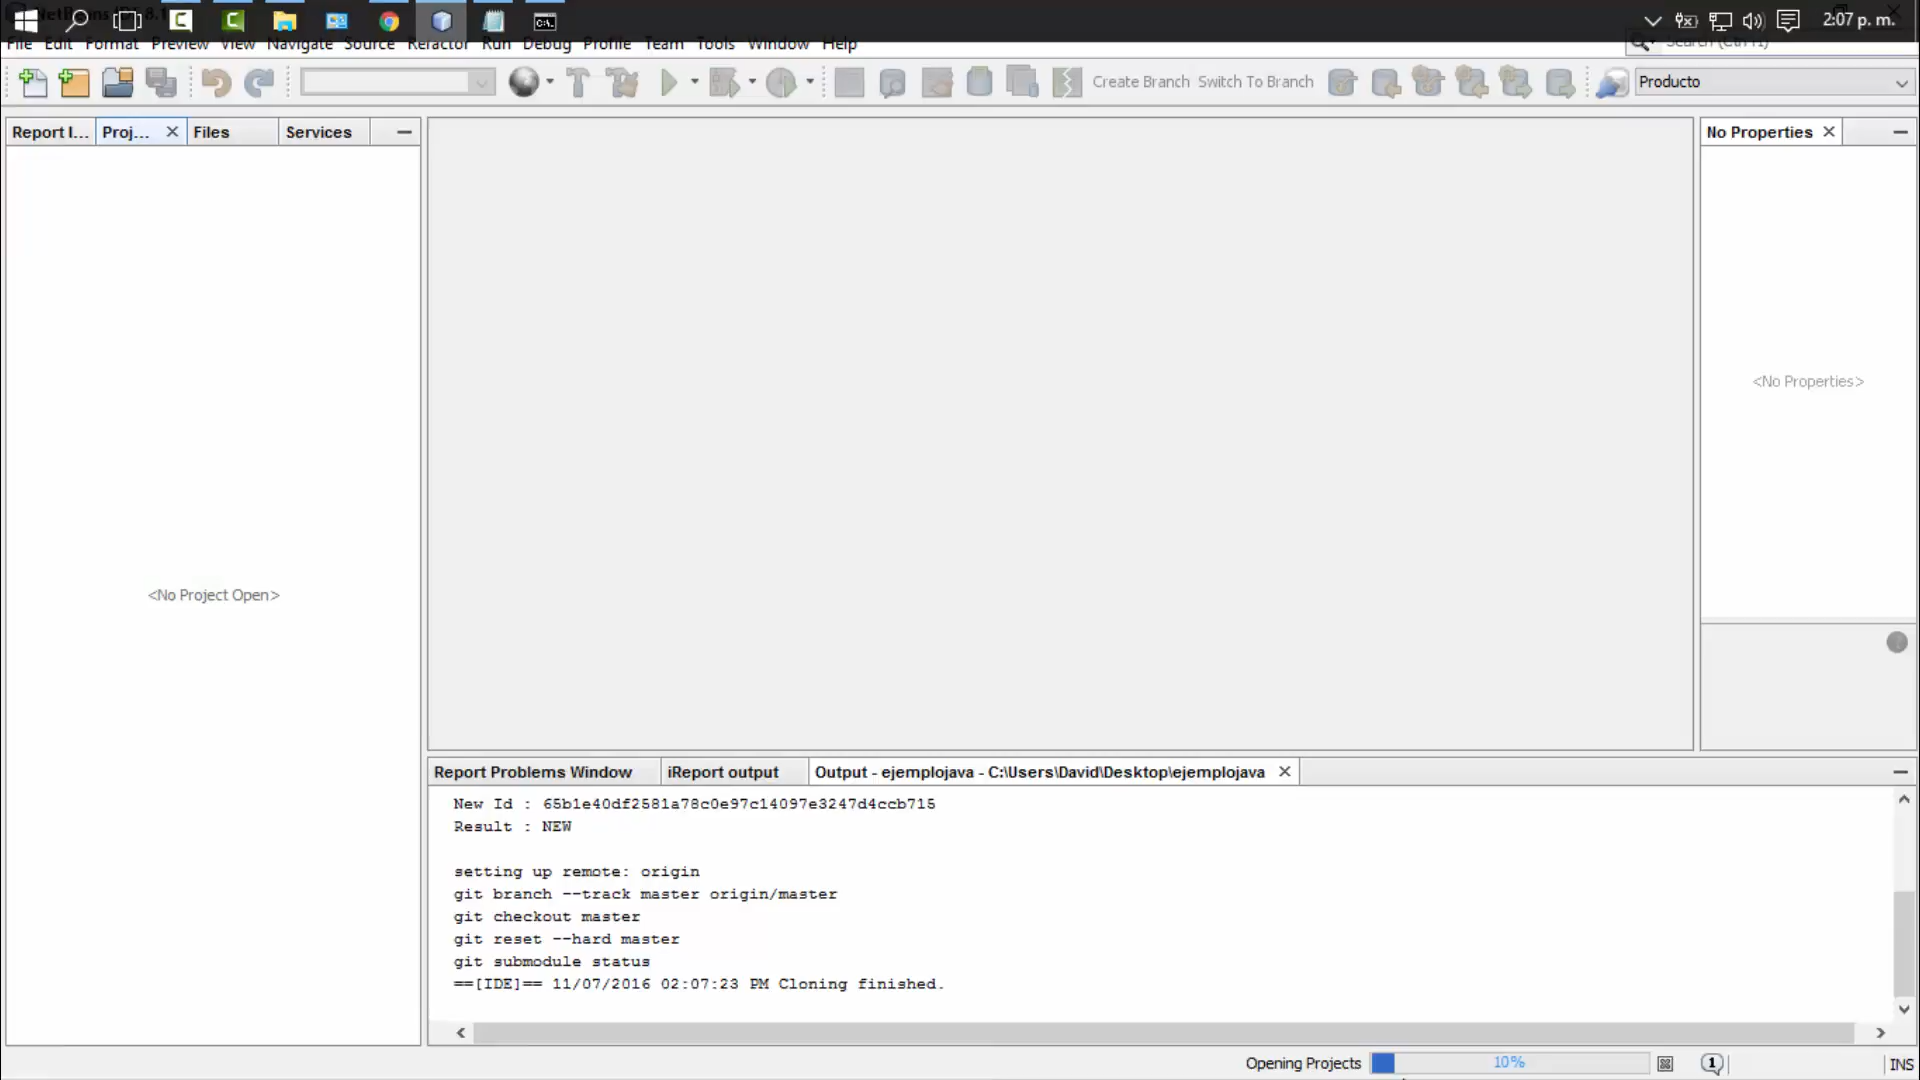 2:07 p. m.
File Edit Format Preview View Navigate Source Refactor Run Debug Profile Team Tools Window Help
Search (Ctrl+I)
Create Branch Switch To Branch
Producto
Report I... Proj... Files Services
No Properties
<No Project Open>
<No Properties>
Report Problems Window iReport output Output - ejemplojava - C:\Users\David\Desktop\ejemplojava
New Id : 65b1e40df2581a78c0e97c14097e3247d4ccb715
Result : NEW
setting up remote: origin
git branch --track master origin/master
git checkout master
git reset --hard master
git submodule status
==[IDE]== 11/07/2016 02:07:23 PM Cloning finished.
Opening Projects 10% 1 INS